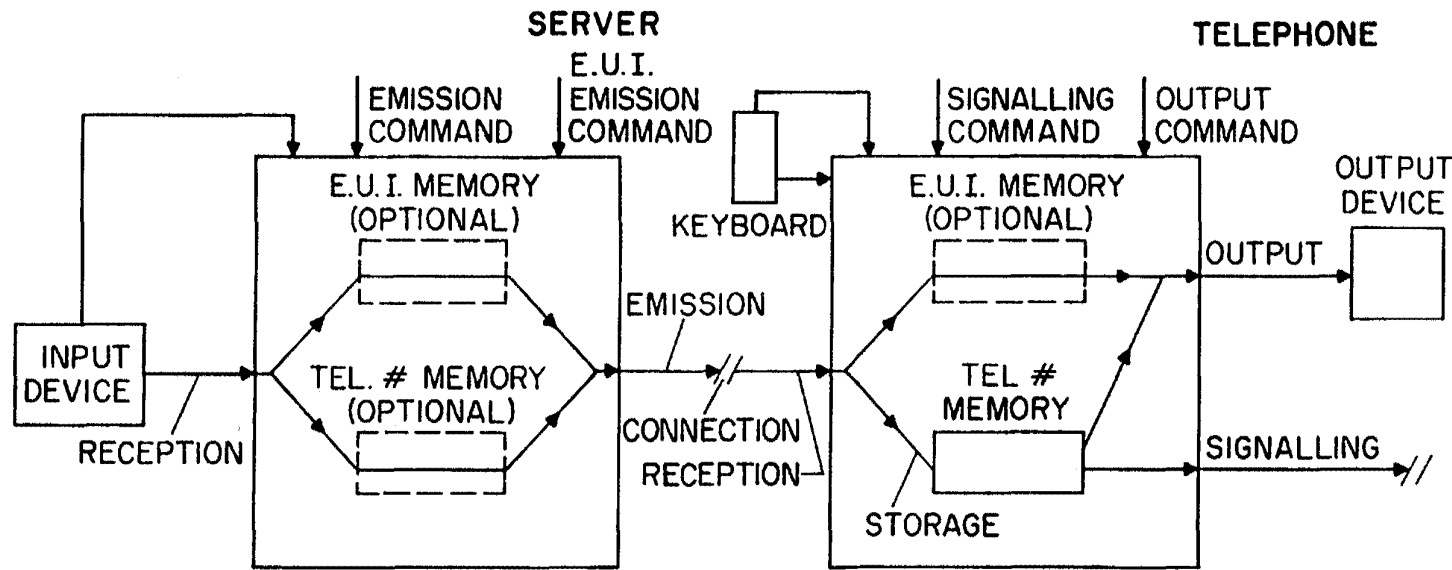 SERVER
TELEPHONE
E.U.I.
EMISSION
COMMAND
EMISSION
COMMAND
SIGNALLING
COMMAND
OUTPUT
COMMAND
E.U.I. MEMORY
(OPTIONAL)
KEYBOARD
E.U.I. MEMORY
(OPTIONAL)
OUTPUT
DEVICE
OUTPUT
EMISSION
INPUT
DEVICE
TEL. # MEMORY
(OPTIONAL)
TEL #
MEMORY
RECEPTION
CONNECTION
RECEPTION
SIGNALLING
STORAGE